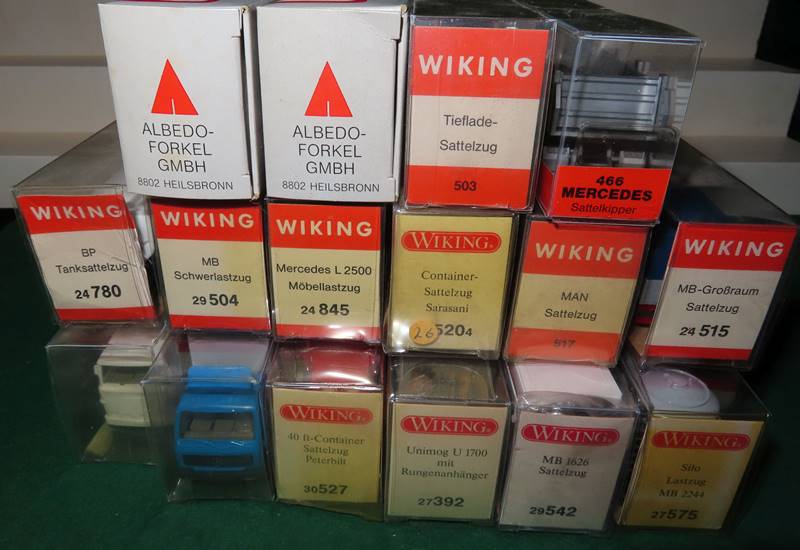 ALBEDO-
FORKEL
GMBH
8802 HEILSBRONN
ALBEDO-
FORKEL
GMBH
8802 HEILSBRONN
WIKING
Tieflade-
Sattelzug
503
466
MERCEDES
Sattelkipper
WIKING
BP
Tanksattelzug
24 780
WIKING
MB
Schwerlastzug
29 504
WIKING
Mercedes L 2500
Möbellastzug
24 845
WIKING®
Container-
Sattelzug
Sarasani
26 5204
WIKING
MAN
Sattelzug
517
WIKING
MB-Großraum
Sattelzug
24 515
WIKING®
40 ft-Container
Sattelzug
Peterbilt
30527
WIKING®
Unimog U 1700
mit
Rungenanhänger
27392
WIKING®
MB 1626
Sattelzug
29542
WIKING®
Silo
Lastzug
MB 2244
27575